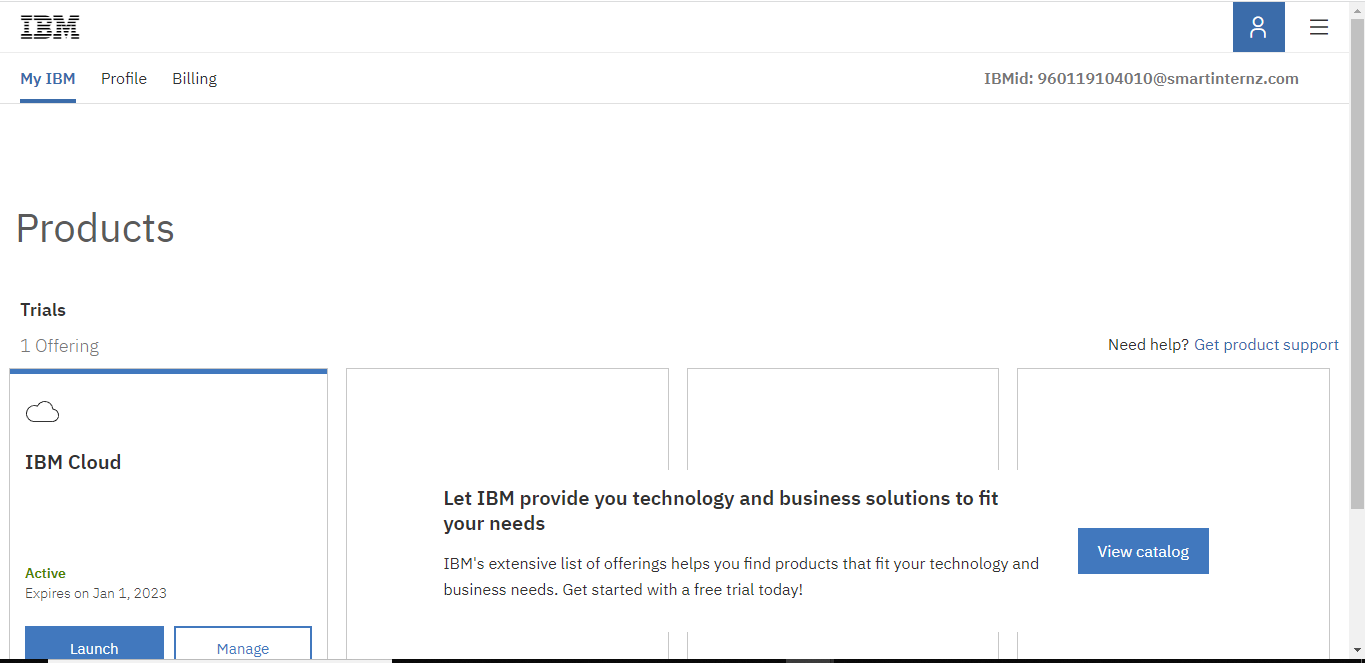 IBM
My IBM Profile Billing IBMid: 960119104010@smartinternz.com
Products
Trials
1 Offering
Need help? Get product support
IBM Cloud
Active
Expires on Jan 1, 2023
Launch Manage
Let IBM provide you technology and business solutions to fit
your needs
IBM's extensive list of offerings helps you find products that fit your technology and
business needs. Get started with a free trial today!
View catalog